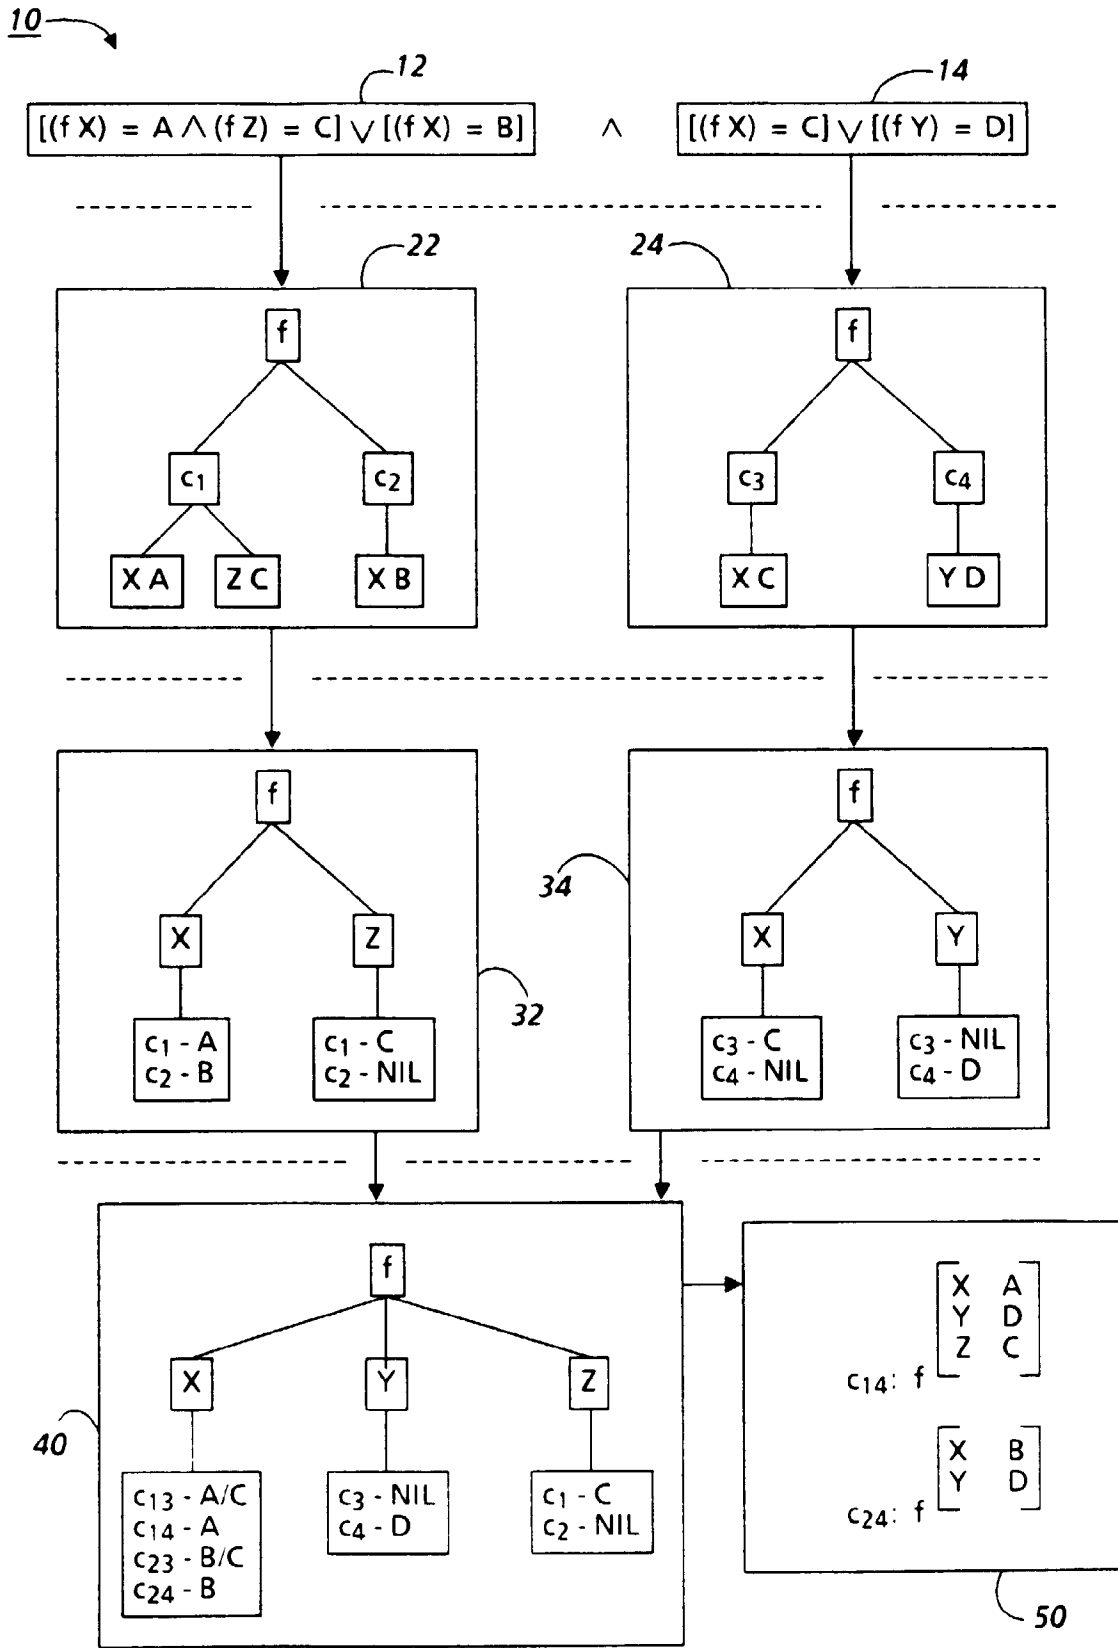 10
12
14
[(f X) = A ∧ (f Z) = C] ∨ [(f X) = B]
∧
[(f X) = C] ∨ [(f Y) = D]
22
24
f
f
c1
c2
c3
c4
X A
Z C
X B
X C
Y D
f
f
34
X
Z
X
Y
32
c1 - A
c2 - B
c1 - C
c2 - NIL
c3 - C
c4 - NIL
c3 - NIL
c4 - D
f
X
Y
Z
40
c13 - A/C
c14 - A
c23 - B/C
c24 - B
c3 - NIL
c4 - D
c1 - C
c2 - NIL
X A
Y D
Z C
c14: f
X B
Y D
c24: f
50